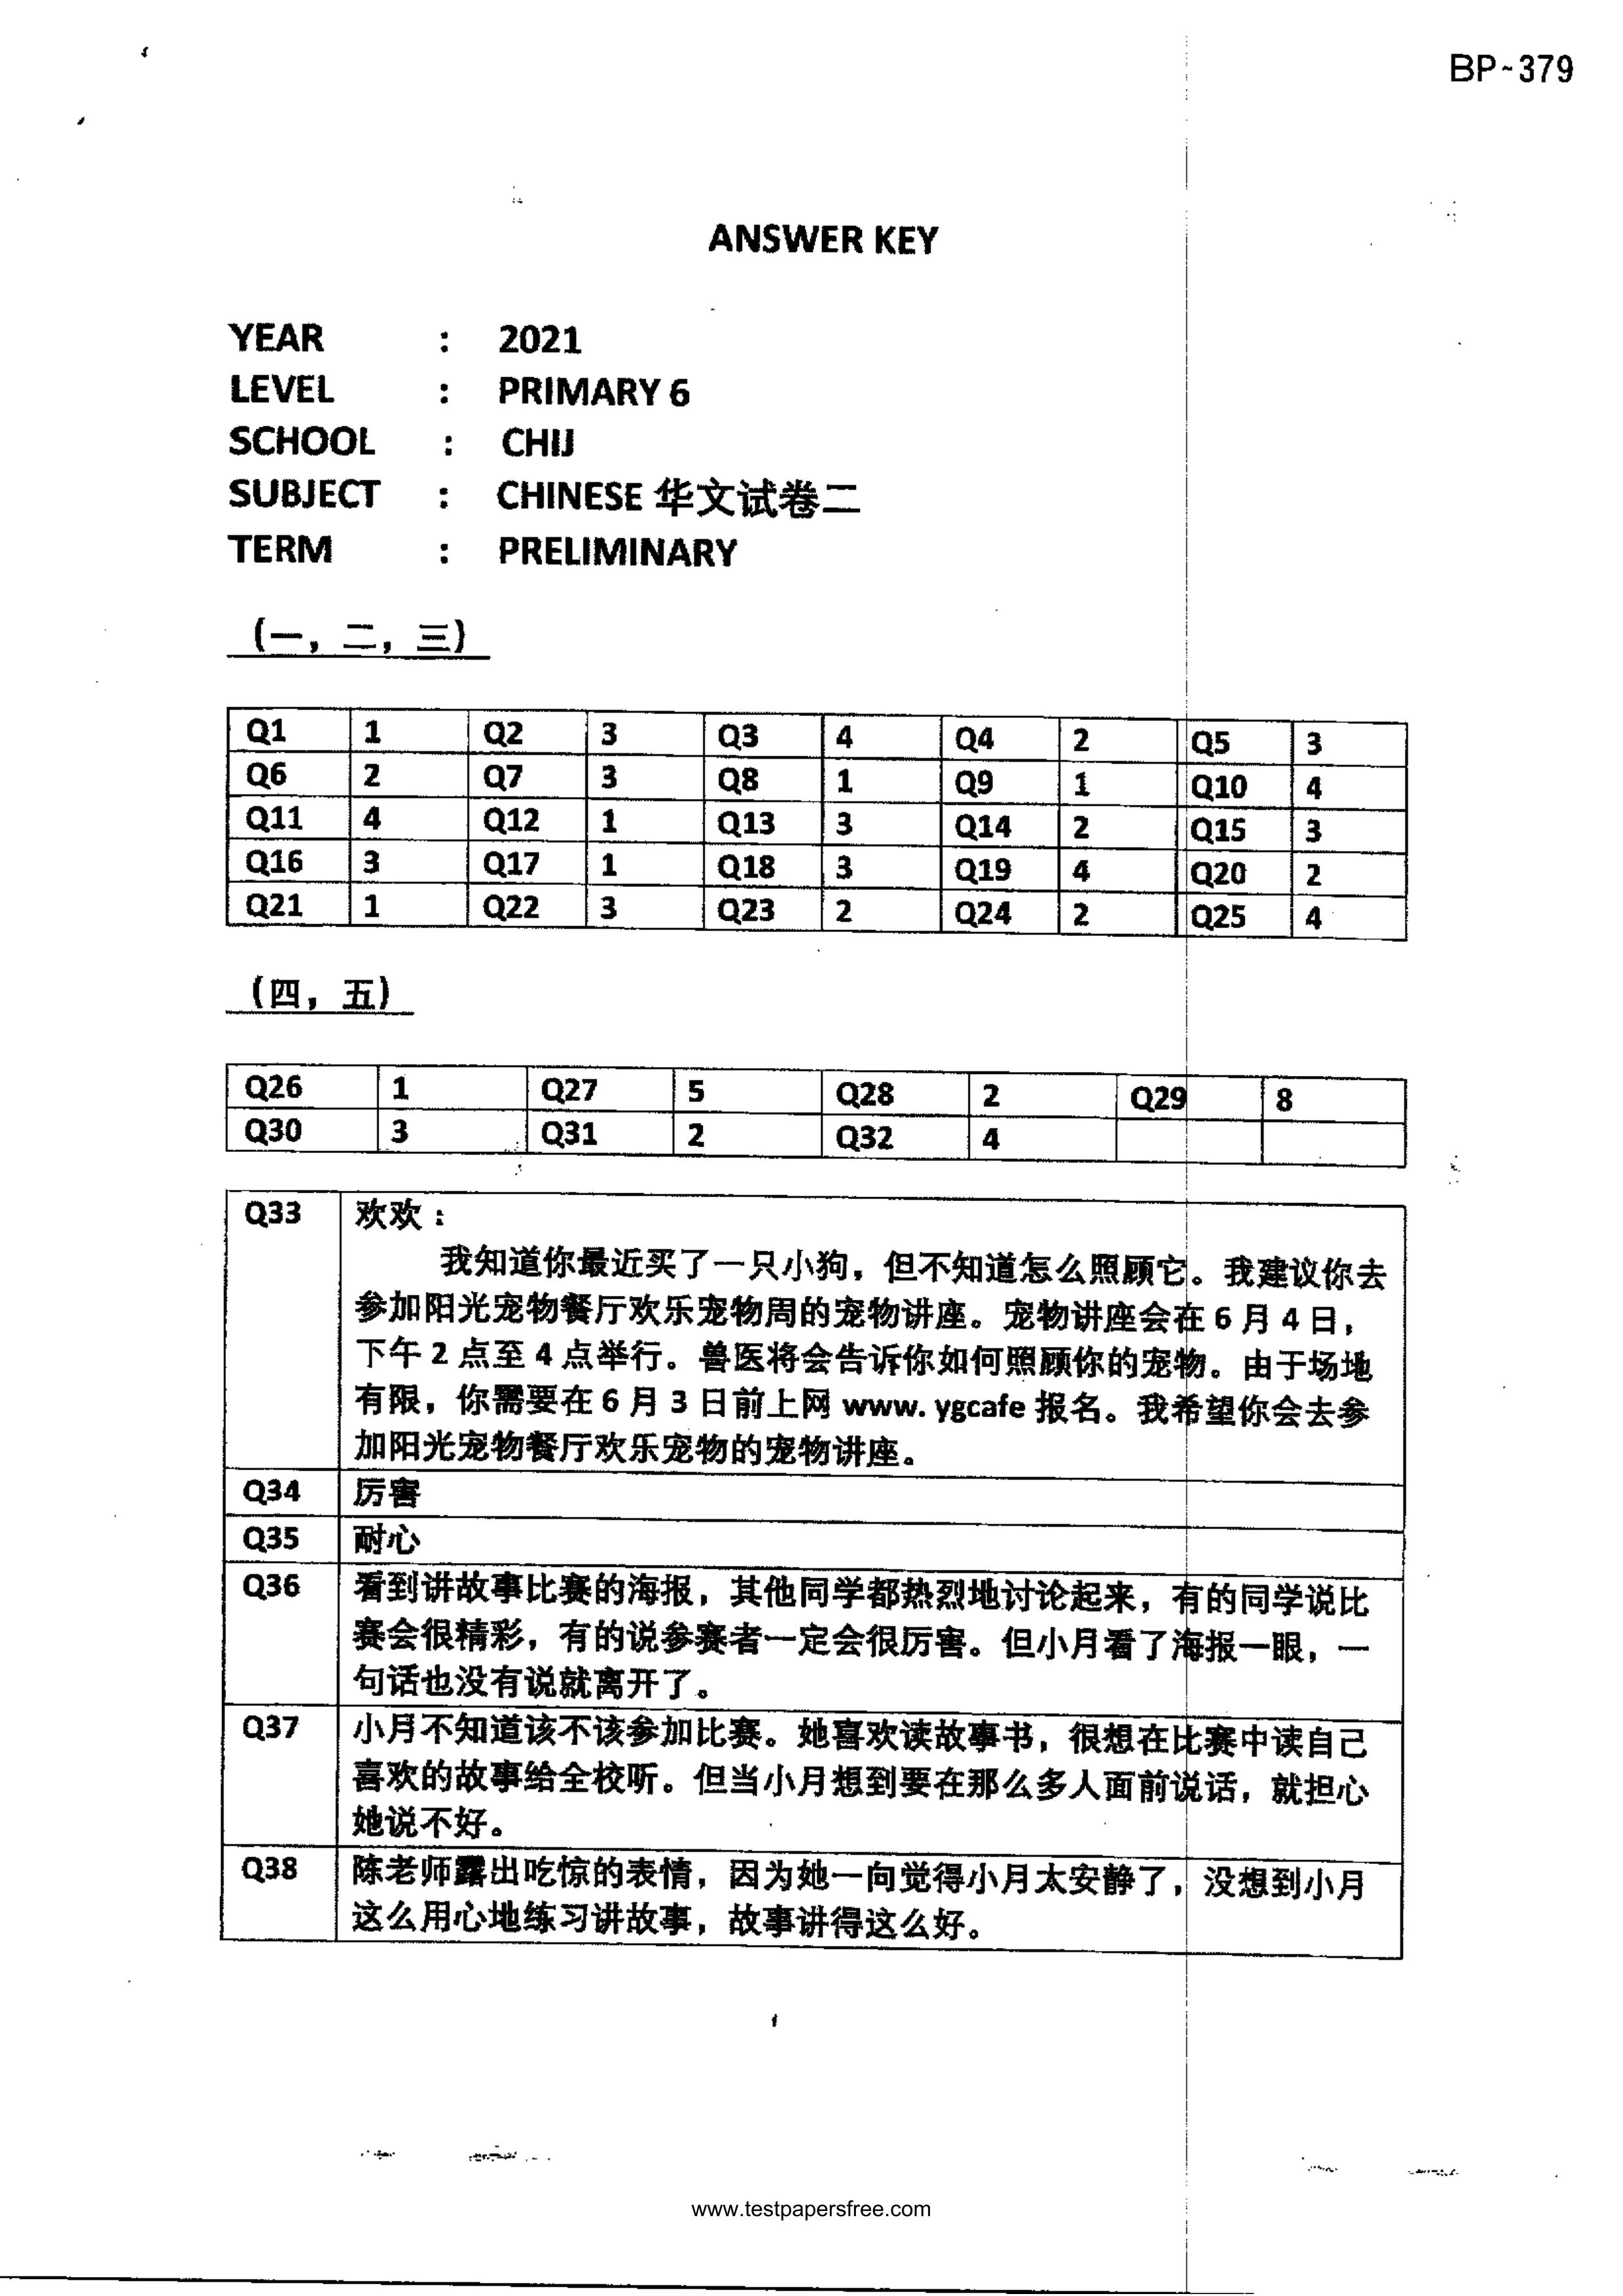 BP-379
ANSWER KEY
YEAR : 2021
LEVEL : PRIMARY 6
SCHOOL : CHIJ
SUBJECT : CHINESE 华文试卷二
TERM : PRELIMINARY
(一，二，三)
Q1 1 Q2 3 Q3 4 Q4 2 Q5 3
Q6 2 Q7 3 Q8 1 Q9 1 Q10 4
Q11 4 Q12 1 Q13 3 Q14 2 Q15 3
Q16 3 Q17 1 Q18 3 Q19 4 Q20 2
Q21 1 Q22 3 Q23 2 Q24 2 Q25 4
(四，五)
Q26 1 Q27 5 Q28 2 Q29 8
Q30 3 Q31 2 Q32 4
Q33 欢欢：
我知道你最近买了一只小狗，但不知道怎么照顾它。我建议你去
参加阳光宠物餐厅欢乐宠物周的宠物讲座。宠物讲座会在 6 月 4 日，
下午 2 点至 4 点举行。兽医将会告诉你如何照顾你的宠物。由于场地
有限，你需要在 6 月 3 日前上网 www. ygcafe 报名。我希望你会去参
加阳光宠物餐厅欢乐宠物的宠物讲座。
Q34 厉害
Q35 耐心
Q36 看到讲故事比赛的海报，其他同学都热烈地讨论起来，有的同学说比
赛会很精彩，有的说参赛者一定会很厉害。但小月看了海报一眼，一
句话也没有说就离开了。
Q37 小月不知道该不该参加比赛。她喜欢读故事书，很想在比赛中读自己
喜欢的故事给全校听。但当小月想到要在那么多人面前说话，就担心
她说不好。
Q38 陈老师露出吃惊的表情，因为她一向觉得小月太安静了，没想到小月
这么用心地练习讲故事，故事讲得这么好。
www.testpapersfree.com